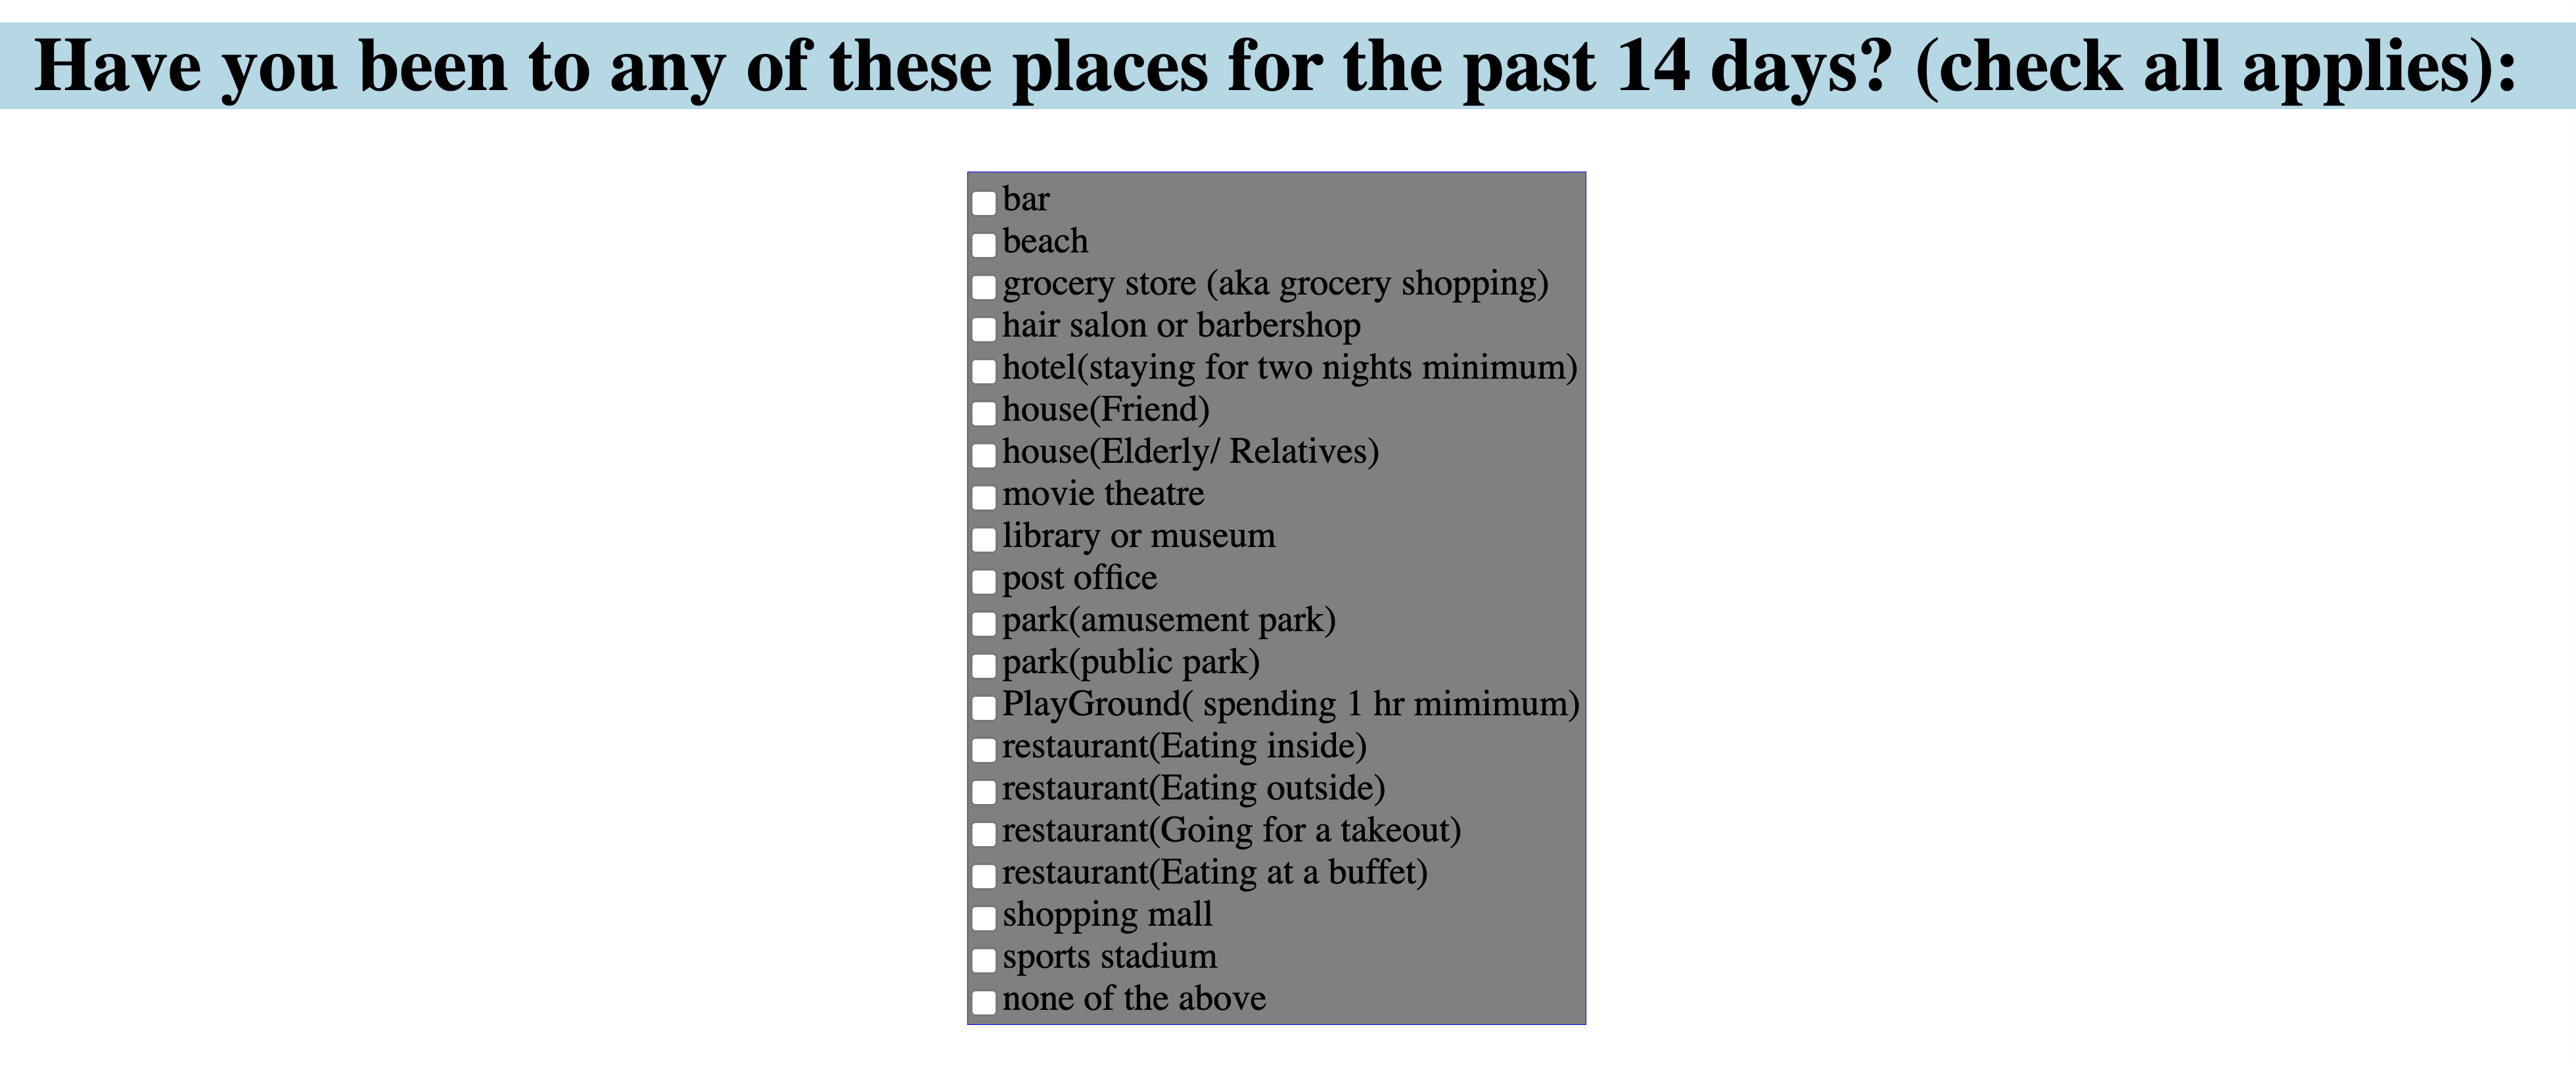 Have you been to any of these places for the past 14 days? (check all applies):
bar
beach
grocery store (aka grocery shopping)
hair salon or barbershop
hotel(staying for two nights minimum)
house(Friend)
house(Elderly/ Relatives)
movie theatre
library or museum
post office
park(amusement park)
park(public park)
PlayGround( spending 1 hr mimimum)
restaurant(Eating inside)
restaurant(Eating outside)
restaurant(Going for a takeout)
restaurant(Eating at a buffet)
shopping mall
sports stadium
none of the above